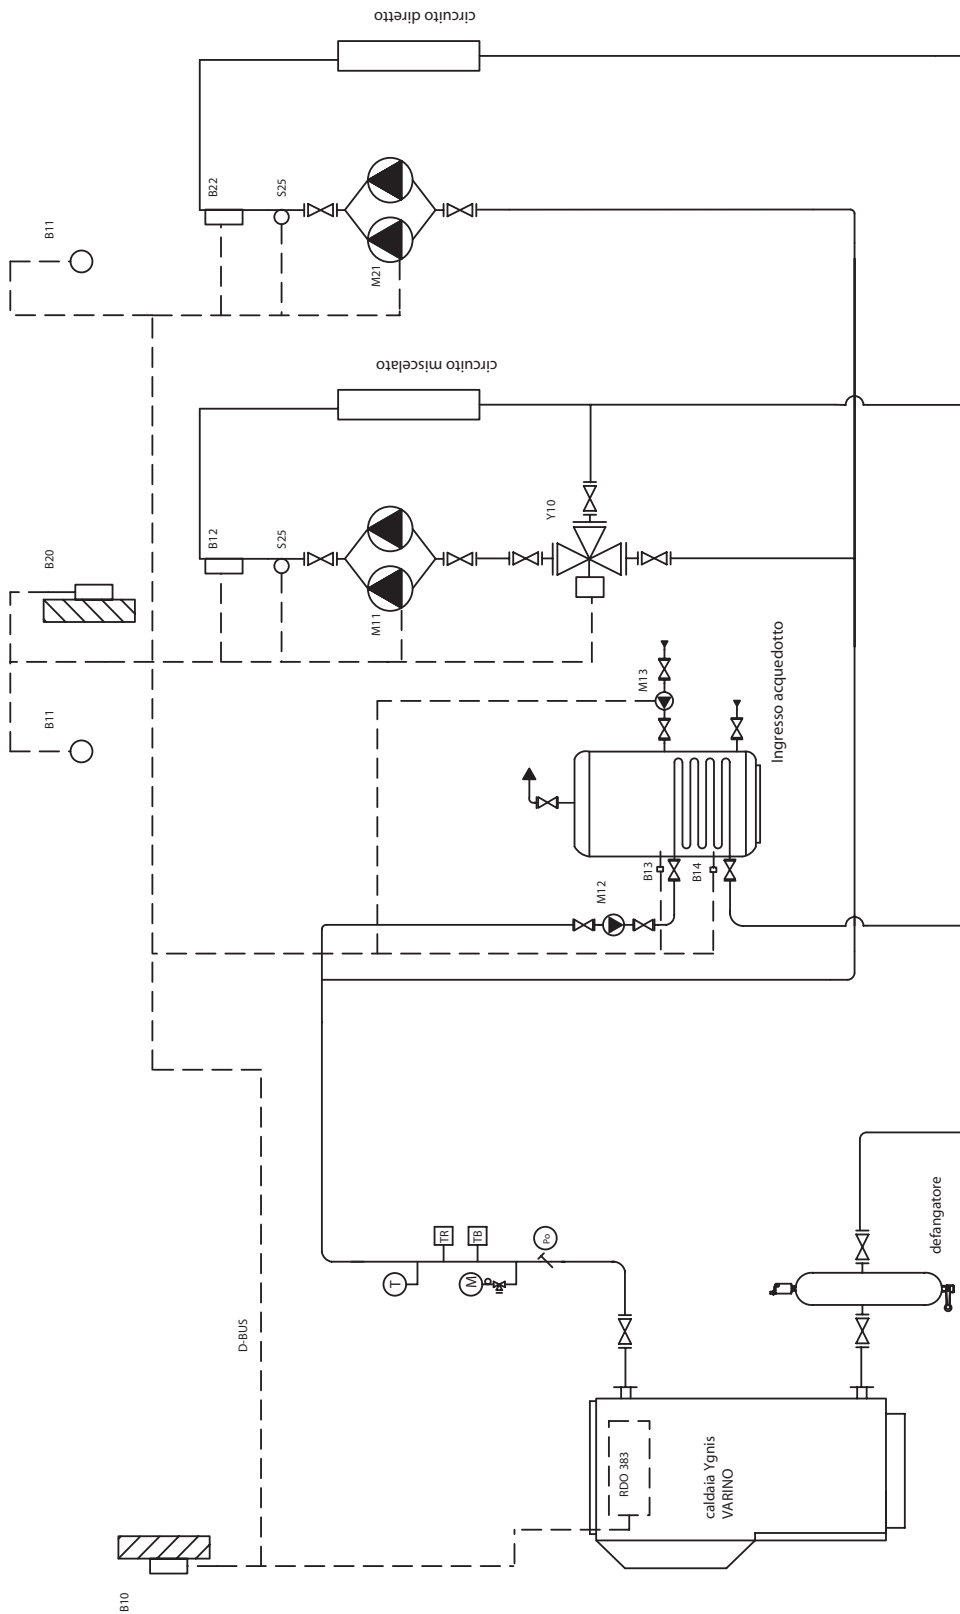 circuito diretto
B22
S25
B11
M21
circuito miscelato
B12
S25
B20
Y10
M11
B11
M13
Ingresso acquedotto
B13
B14
M12
D-BUS
TR
TB
T
M
Po
defangatore
RDO 383
caldaia Ygnis
VARINO
B10